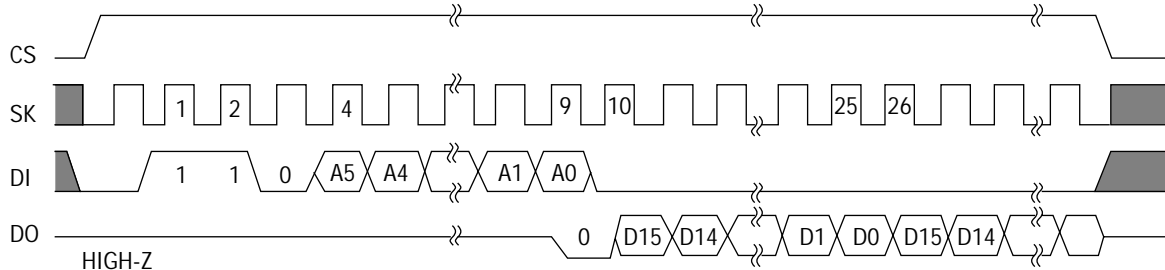 CS
SK 1 2 4 9 10 25 26
DI 1 1 0 A5 A4 A1 A0
DO 0 D15 D14 D1 D0 D15 D14
HIGH-Z